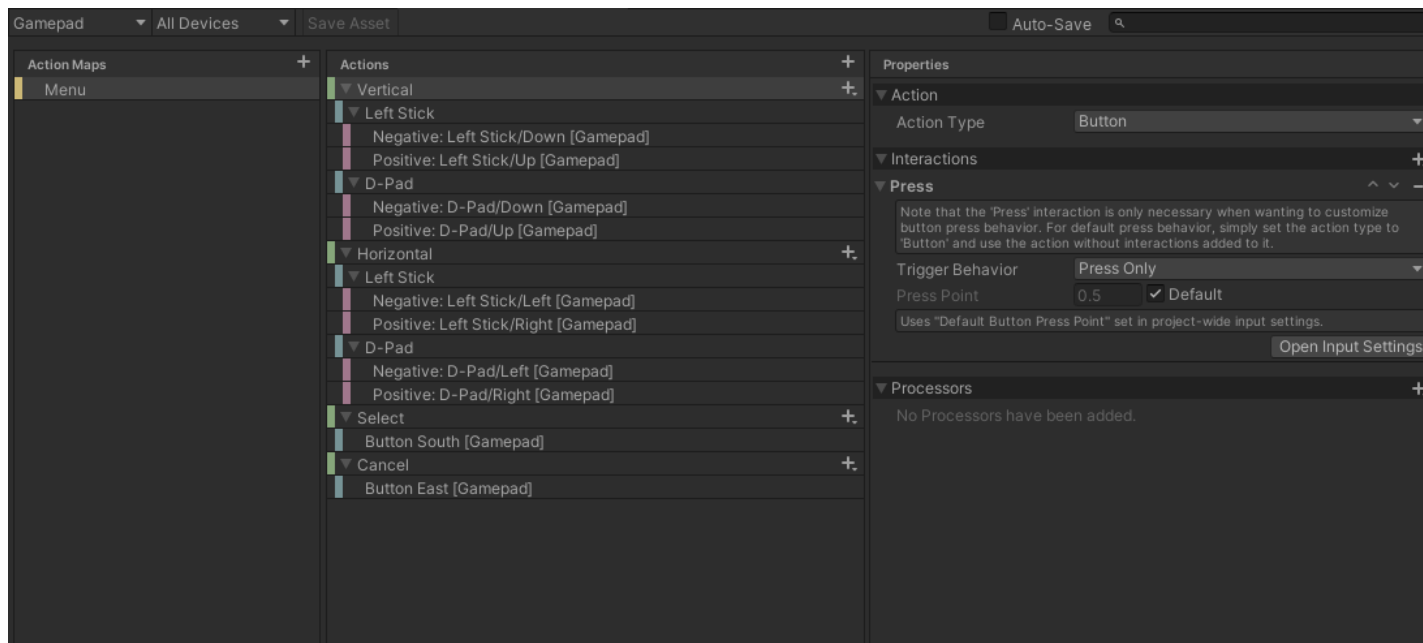 Gamepad
All Devices
Save Asset
Auto-Save
Action Maps
Menu
Actions
Vertical
Left Stick
Negative: Left Stick/Down [Gamepad]
Positive: Left Stick/Up [Gamepad]
D-Pad
Negative: D-Pad/Down [Gamepad]
Positive: D-Pad/Up [Gamepad]
Horizontal
Left Stick
Negative: Left Stick/Left [Gamepad]
Positive: Left Stick/Right [Gamepad]
D-Pad
Negative: D-Pad/Left [Gamepad]
Positive: D-Pad/Right [Gamepad]
Select
Button South [Gamepad]
Cancel
Button East [Gamepad]
Properties
Action
Action Type
Button
Interactions
Press
Note that the 'Press' interaction is only necessary when wanting to customize
button press behavior. For default press behavior, simply set the action type to
'Button' and use the action without interactions added to it.
Trigger Behavior
Press Only
Press Point
0.5
Default
Uses "Default Button Press Point" set in project-wide input settings.
Open Input Settings
Processors
No Processors have been added.